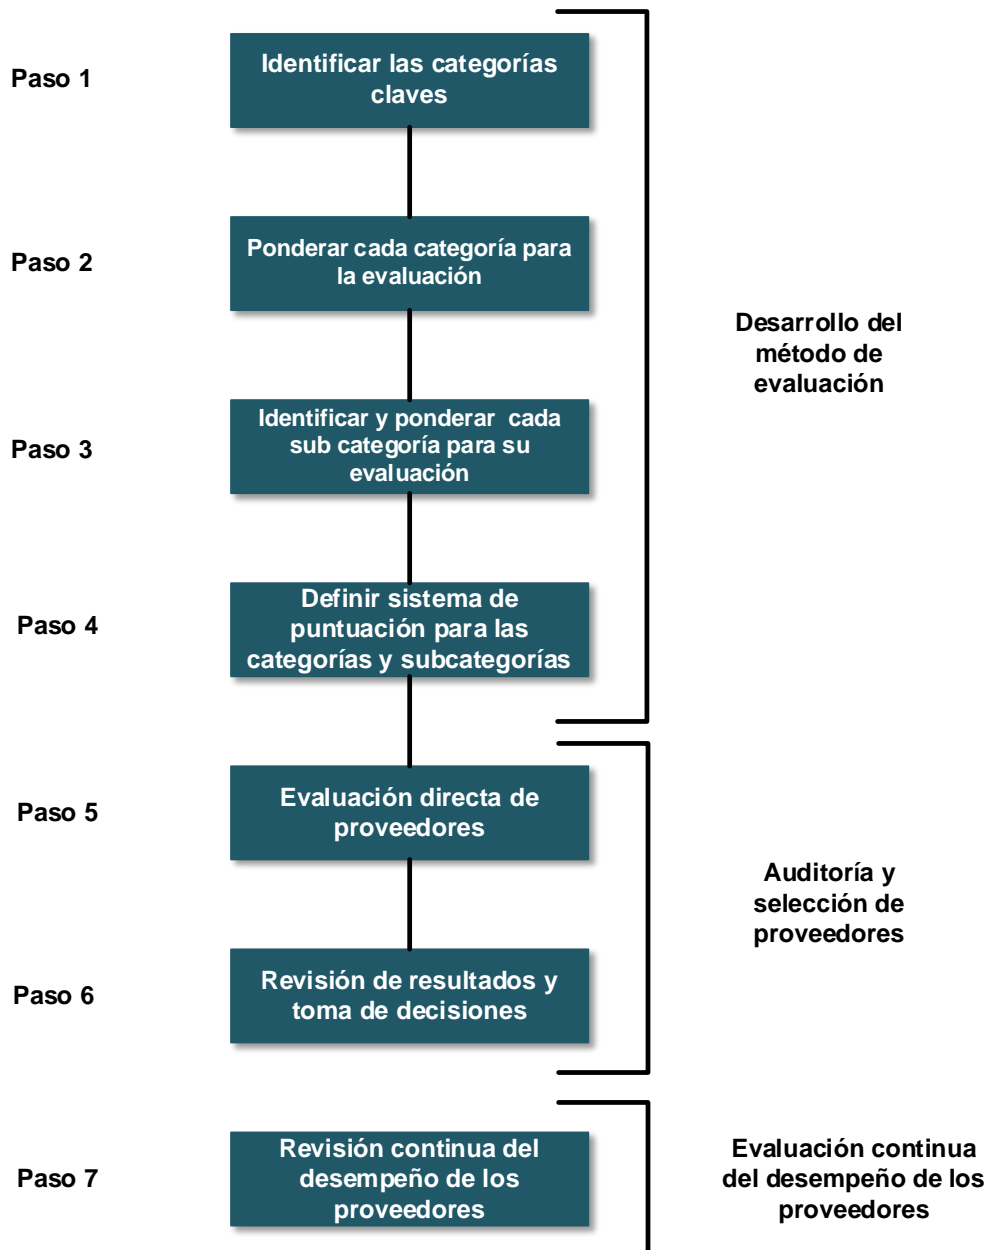 Paso 1
Identificar las categorías
claves
Paso 2
Ponderar cada categoría para
la evaluación
Paso 3
Identificar y ponderar cada
sub categoría para su
evaluación
Paso 4
Definir sistema de
puntuación para las
categorías y subcategorías
Desarrollo del
método de
evaluación
Paso 5
Evaluación directa de
proveedores
Paso 6
Revisión de resultados y
toma de decisiones
Auditoría y
selección de
proveedores
Paso 7
Revisión continua del
desempeño de los
proveedores
Evaluación continua
del desempeño de los
proveedores